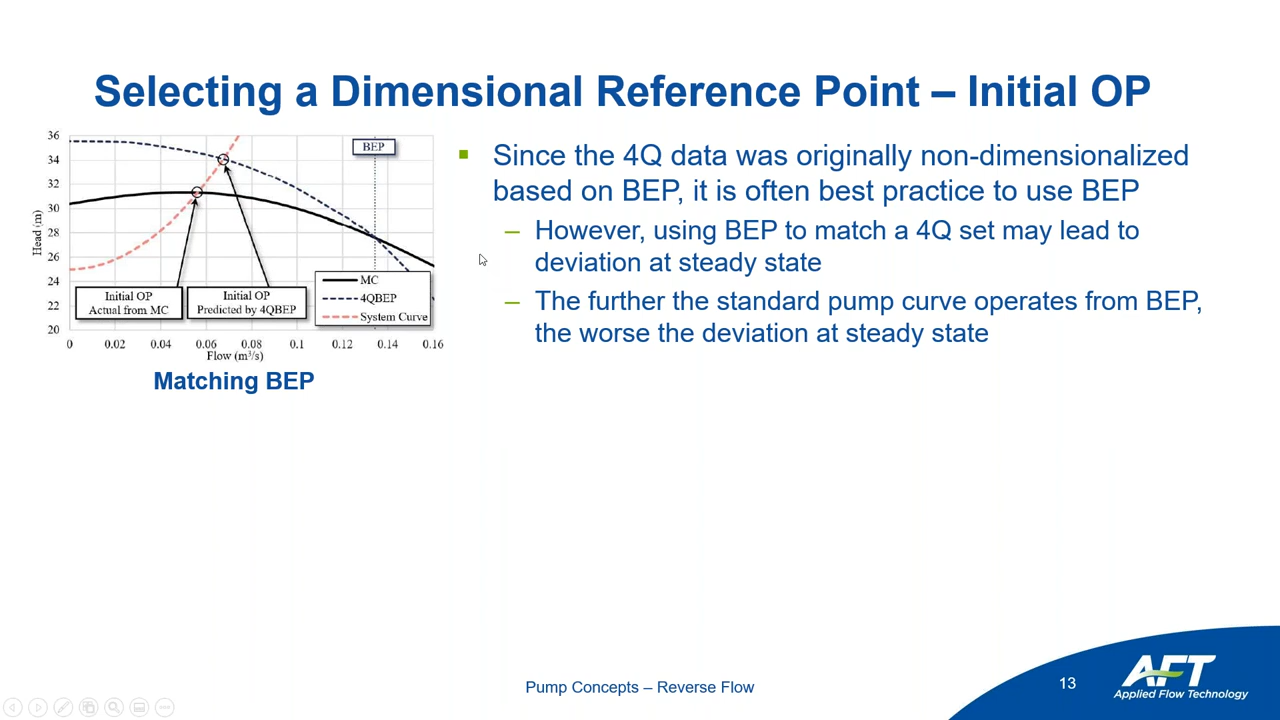 Selecting a Dimensional Reference Point – Initial OP
36
34
32
30
28
26
24
22
20
Head (m)
BEP
Initial OP
Actual from MC
Initial OP
Predicted by 4QBEP
MC
4QBEP
System Curve
0 0.02 0.04 0.06 0.08 0.1 0.12 0.14 0.16
Flow (m³/s)
Matching BEP
Since the 4Q data was originally non-dimensionalized
based on BEP, it is often best practice to use BEP
– However, using BEP to match a 4Q set may lead to
deviation at steady state
– The further the standard pump curve operates from BEP,
the worse the deviation at steady state
Pump Concepts – Reverse Flow
13
AFT
Applied Flow Technology